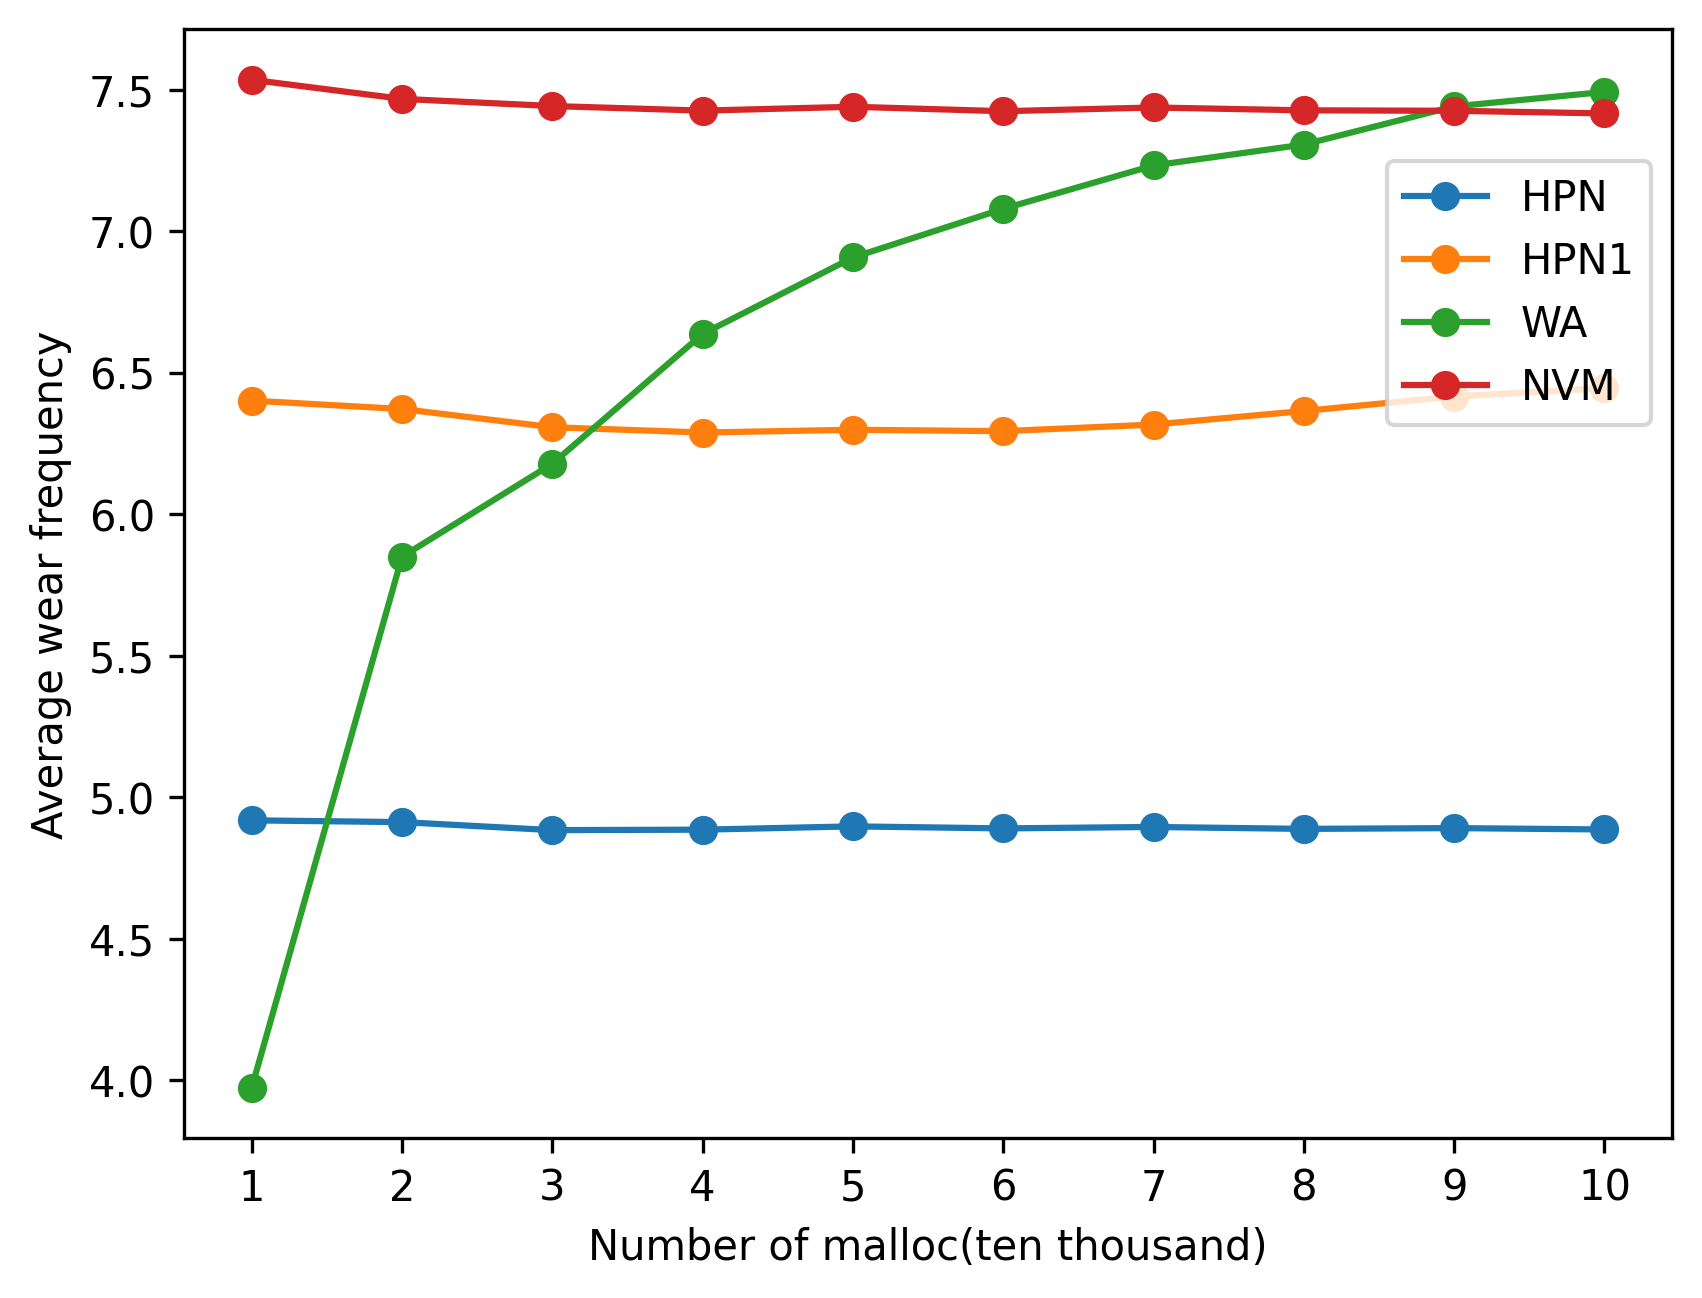 7.5
7.0
6.5
6.0
5.5
5.0
4.5
4.0
Average wear frequency
HPN
HPN1
WA
NVM
1 2 3 4 5 6 7 8 9 10
Number of malloc(ten thousand)